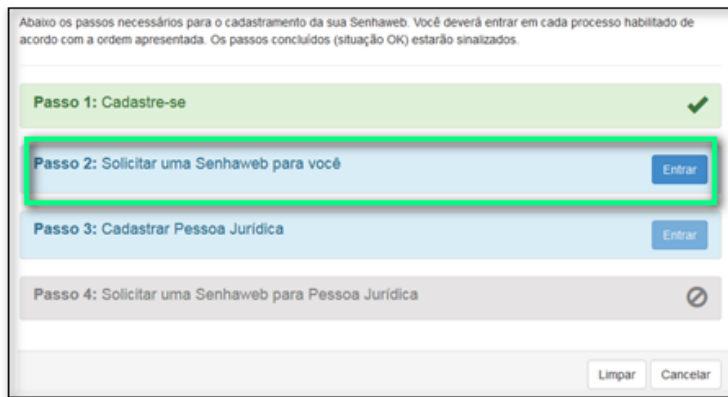 Abaixo os passos necessários para o cadastramento da sua Senhaweb. Você deverá entrar em cada processo habilitado de
acordo com a ordem apresentada. Os passos concluídos (situação OK) estarão sinalizados.
Passo 1: Cadastre-se
Passo 2: Solicitar uma Senhaweb para você
Entrar
Passo 3: Cadastrar Pessoa Jurídica
Entrar
Passo 4: Solicitar uma Senhaweb para Pessoa Jurídica
Limpar
Cancelar